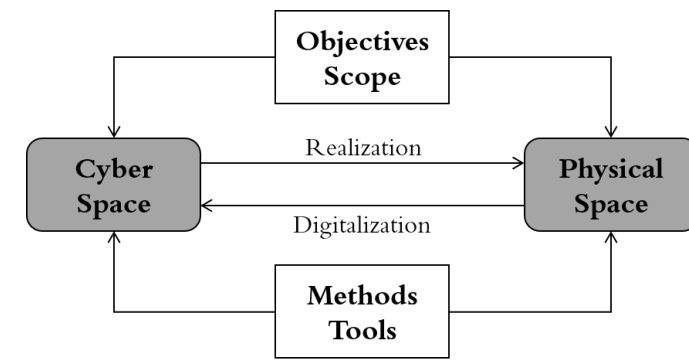 Objectives
Scope
Realization
Cyber
Space
Physical
Space
Digitalization
Methods
Tools